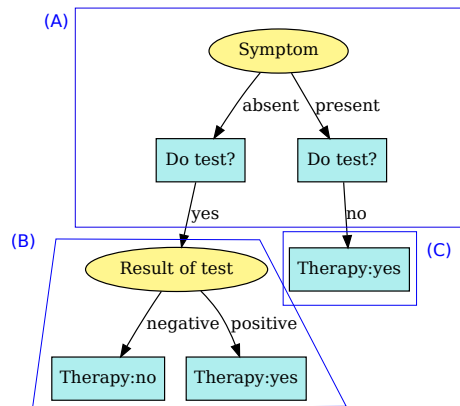 (A)
Symptom
absent
present
Do test?
Do test?
yes
no
(B)
Result of test
Therapy:yes
(C)
negative
positive
Therapy:no
Therapy:yes